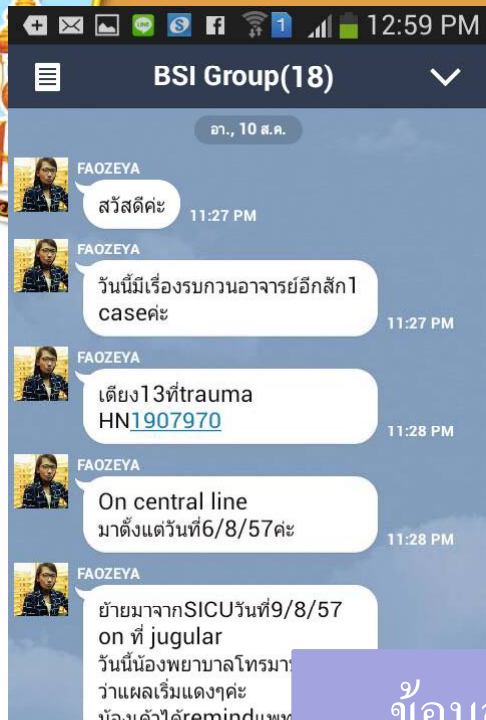 12:59 PM
BSI Group(18)
อา., 10 ส.ค.
FAOZEYA
สวัสดีค่ะ
11:27 PM
FAOZEYA
วันนี้มีเรื่องรบกวนอาจารย์อีกสัก1
caseค่ะ
11:27 PM
FAOZEYA
เตียง13ที่trauma
HN1907970
11:28 PM
FAOZEYA
On central line
มาตั้งแต่วันที่6/8/57ค่ะ
11:28 PM
FAOZEYA
ย้ายมาจากSICUวันที่9/8/57
on ที่ jugular
วันนี้น้องพยาบาลโทรมา
ว่าแผลเริ่มแดงๆค่ะ